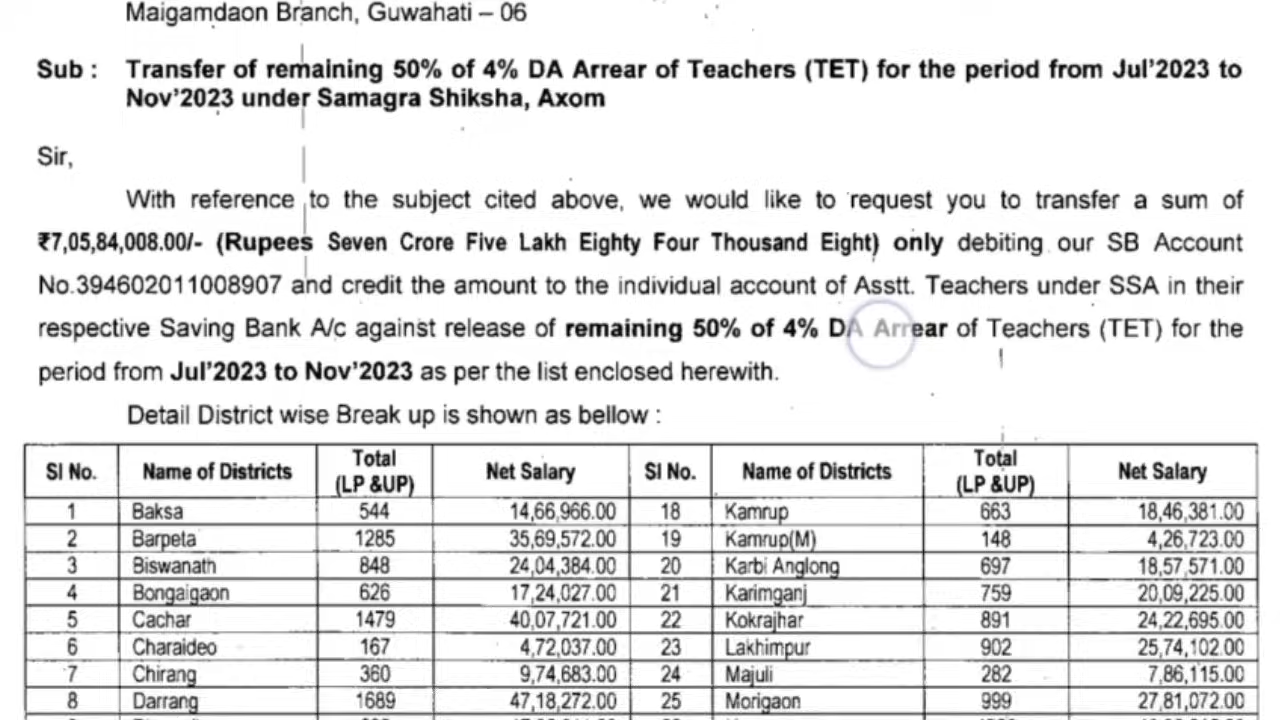 Maigamdaon Branch, Guwahati – 06
Sub : Transfer of remaining 50% of 4% DA Arrear of Teachers (TET) for the period from Jul'2023 to
Nov'2023 under Samagra Shiksha, Axom
Sir,
With reference to the subject cited above, we would like to request you to transfer a sum of
₹7,05,84,008.00/- (Rupees Seven Crore Five Lakh Eighty Four Thousand Eight) only debiting our SB Account
No.394602011008907 and credit the amount to the individual account of Asstt. Teachers under SSA in their
respective Saving Bank A/c against release of remaining 50% of 4% DA Arrear of Teachers (TET) for the
period from Jul'2023 to Nov'2023 as per the list enclosed herewith.
Detail District wise Break up is shown as bellow :
Sl No. Name of Districts Total (LP &UP) Net Salary Sl No. Name of Districts Total (LP &UP) Net Salary
1 Baksa 544 14,66,966.00 18 Kamrup 663 18,46,381.00
2 Barpeta 1285 35,69,572.00 19 Kamrup(M) 148 4,26,723.00
3 Biswanath 848 24,04,384.00 20 Karbi Anglong 697 18,57,571.00
4 Bongaigaon 626 17,24,027.00 21 Karimganj 759 20,09,225.00
5 Cachar 1479 40,07,721.00 22 Kokrajhar 891 24,22,695.00
6 Charaideo 167 4,72,037.00 23 Lakhimpur 902 25,74,102.00
7 Chirang 360 9,74,683.00 24 Majuli 282 7,86,115.00
8 Darrang 1689 47,18,272.00 25 Morigaon 999 27,81,072.00